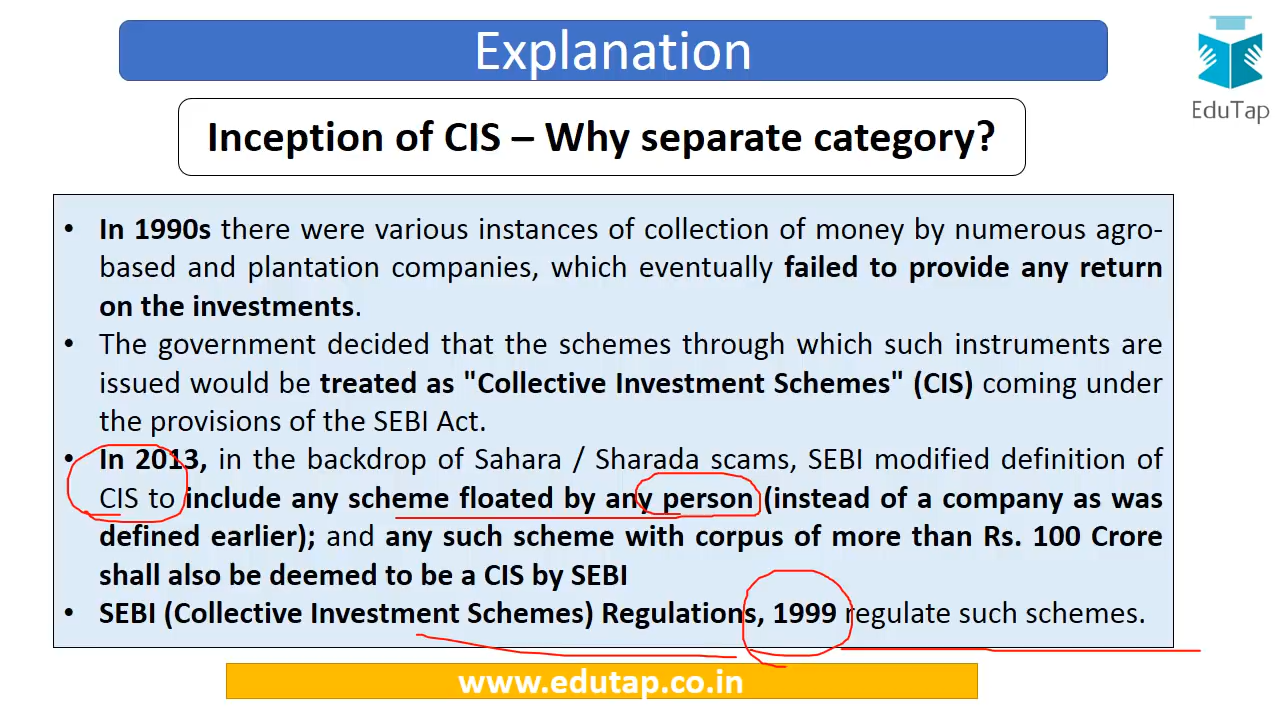 Explanation
EduTap
Inception of CIS – Why separate category?
• In 1990s there were various instances of collection of money by numerous agro-
based and plantation companies, which eventually failed to provide any return
on the investments.
• The government decided that the schemes through which such instruments are
issued would be treated as "Collective Investment Schemes" (CIS) coming under
the provisions of the SEBI Act.
• In 2013, in the backdrop of Sahara / Sharada scams, SEBI modified definition of
CIS to include any scheme floated by any person (instead of a company as was
defined earlier); and any such scheme with corpus of more than Rs. 100 Crore
shall also be deemed to be a CIS by SEBI
• SEBI (Collective Investment Schemes) Regulations, 1999 regulate such schemes.
www.edutap.co.in